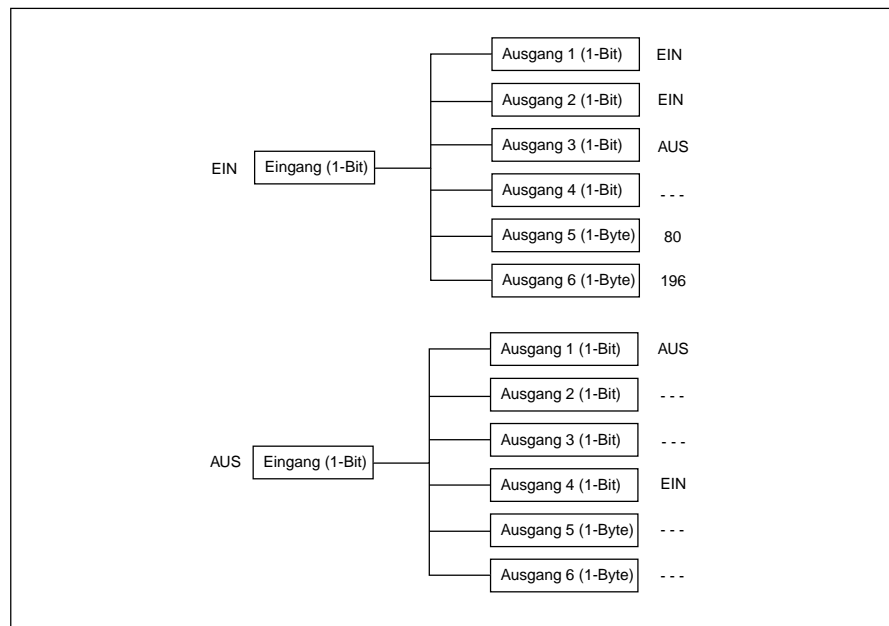 Ausgang 1 (1-Bit) EIN
Ausgang 2 (1-Bit) EIN
Ausgang 3 (1-Bit) AUS
EIN Eingang (1-Bit)
Ausgang 4 (1-Bit) - - -
Ausgang 5 (1-Byte) 80
Ausgang 6 (1-Byte) 196
Ausgang 1 (1-Bit) AUS
Ausgang 2 (1-Bit) - - -
Ausgang 3 (1-Bit) - - -
AUS Eingang (1-Bit)
Ausgang 4 (1-Bit) EIN
Ausgang 5 (1-Byte) - - -
Ausgang 6 (1-Byte) - - -